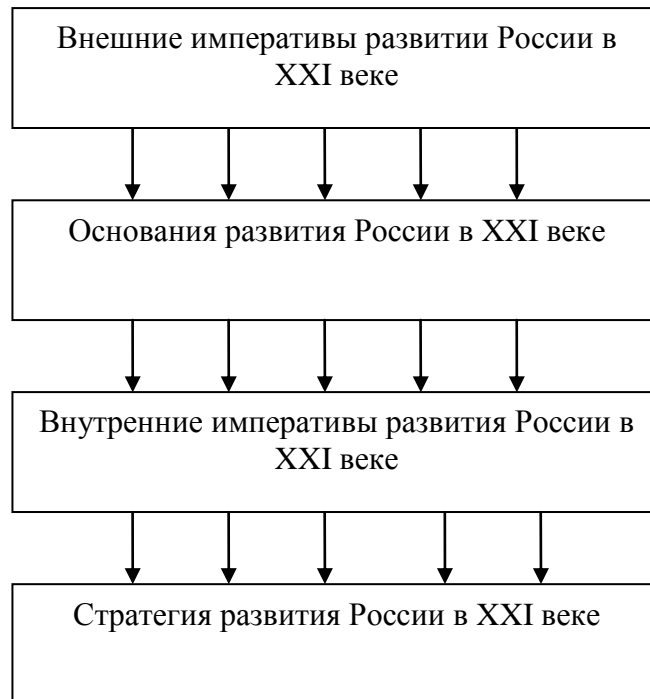 Внешние императивы развитии России в
XXI веке
Основания развития России в XXI веке
Внутренние императивы развития России в
XXI веке
Стратегия развития России в XXI веке